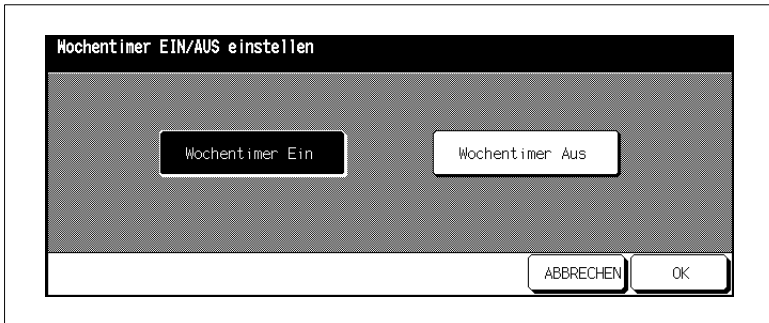 Wochentimer EIN/AUS einstellen
Wochentimer Ein
Wochentimer Aus
ABBRECHEN
OK